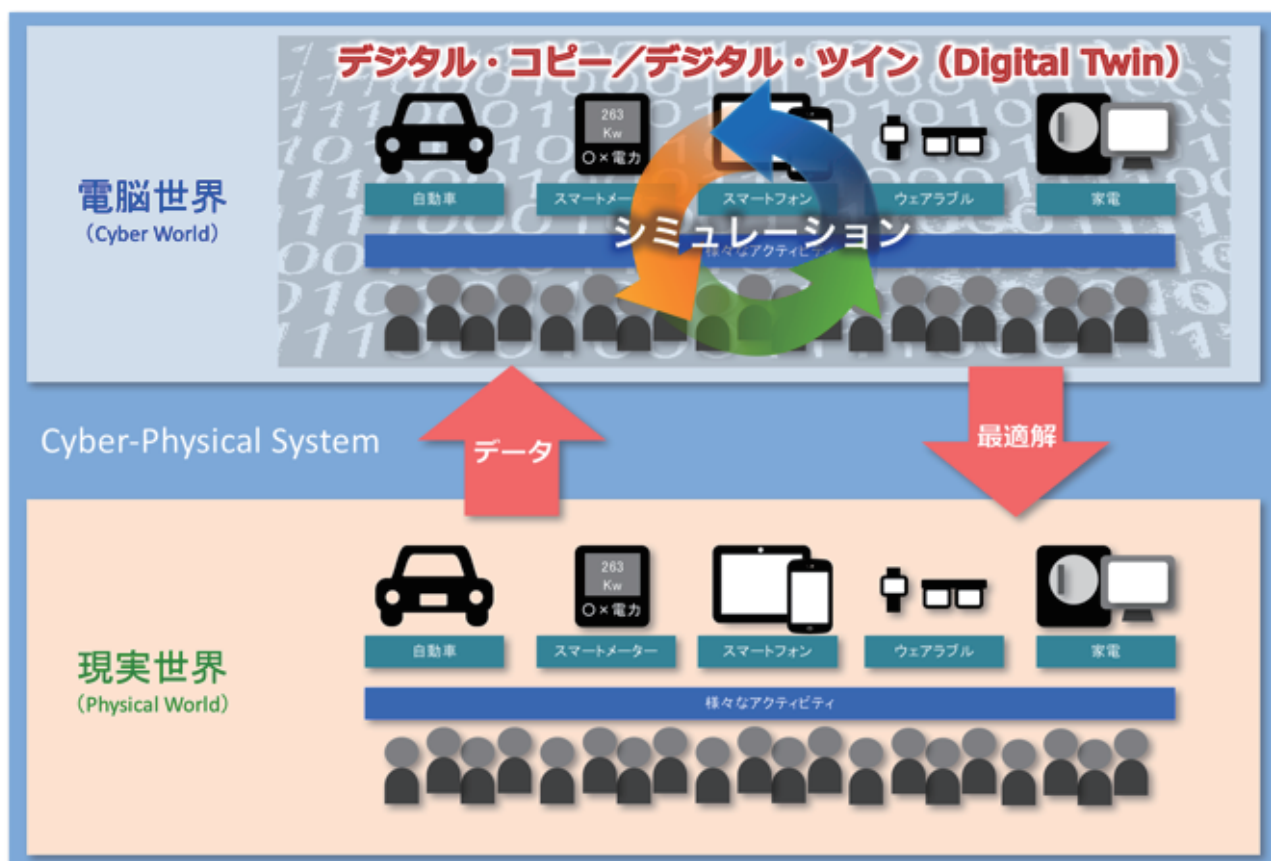 デジタル・コピー／デジタル・ツイン（Digital Twin）
263
Kw
○×電力
自動車
スマートメーター
スマートフォン
ウェアラブル
家電
電脳世界
（Cyber World）
シミュレーション
様々なアクティビティ
Cyber-Physical System
データ
最適解
263
Kw
○×電力
自動車
スマートメーター
スマートフォン
ウェアラブル
家電
現実世界
（Physical World）
様々なアクティビティ